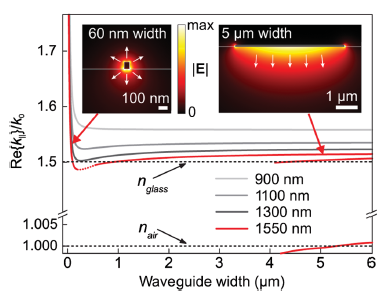 60 nm width
100 nm
max
|E|
0
5 μm width
1 μm
1.7
1.6
1.5
1.005
1.000
Re{k||}/k0
nglass
nair
900 nm
1100 nm
1300 nm
1550 nm
0 1 2 3 4 5 6
Waveguide width (μm)